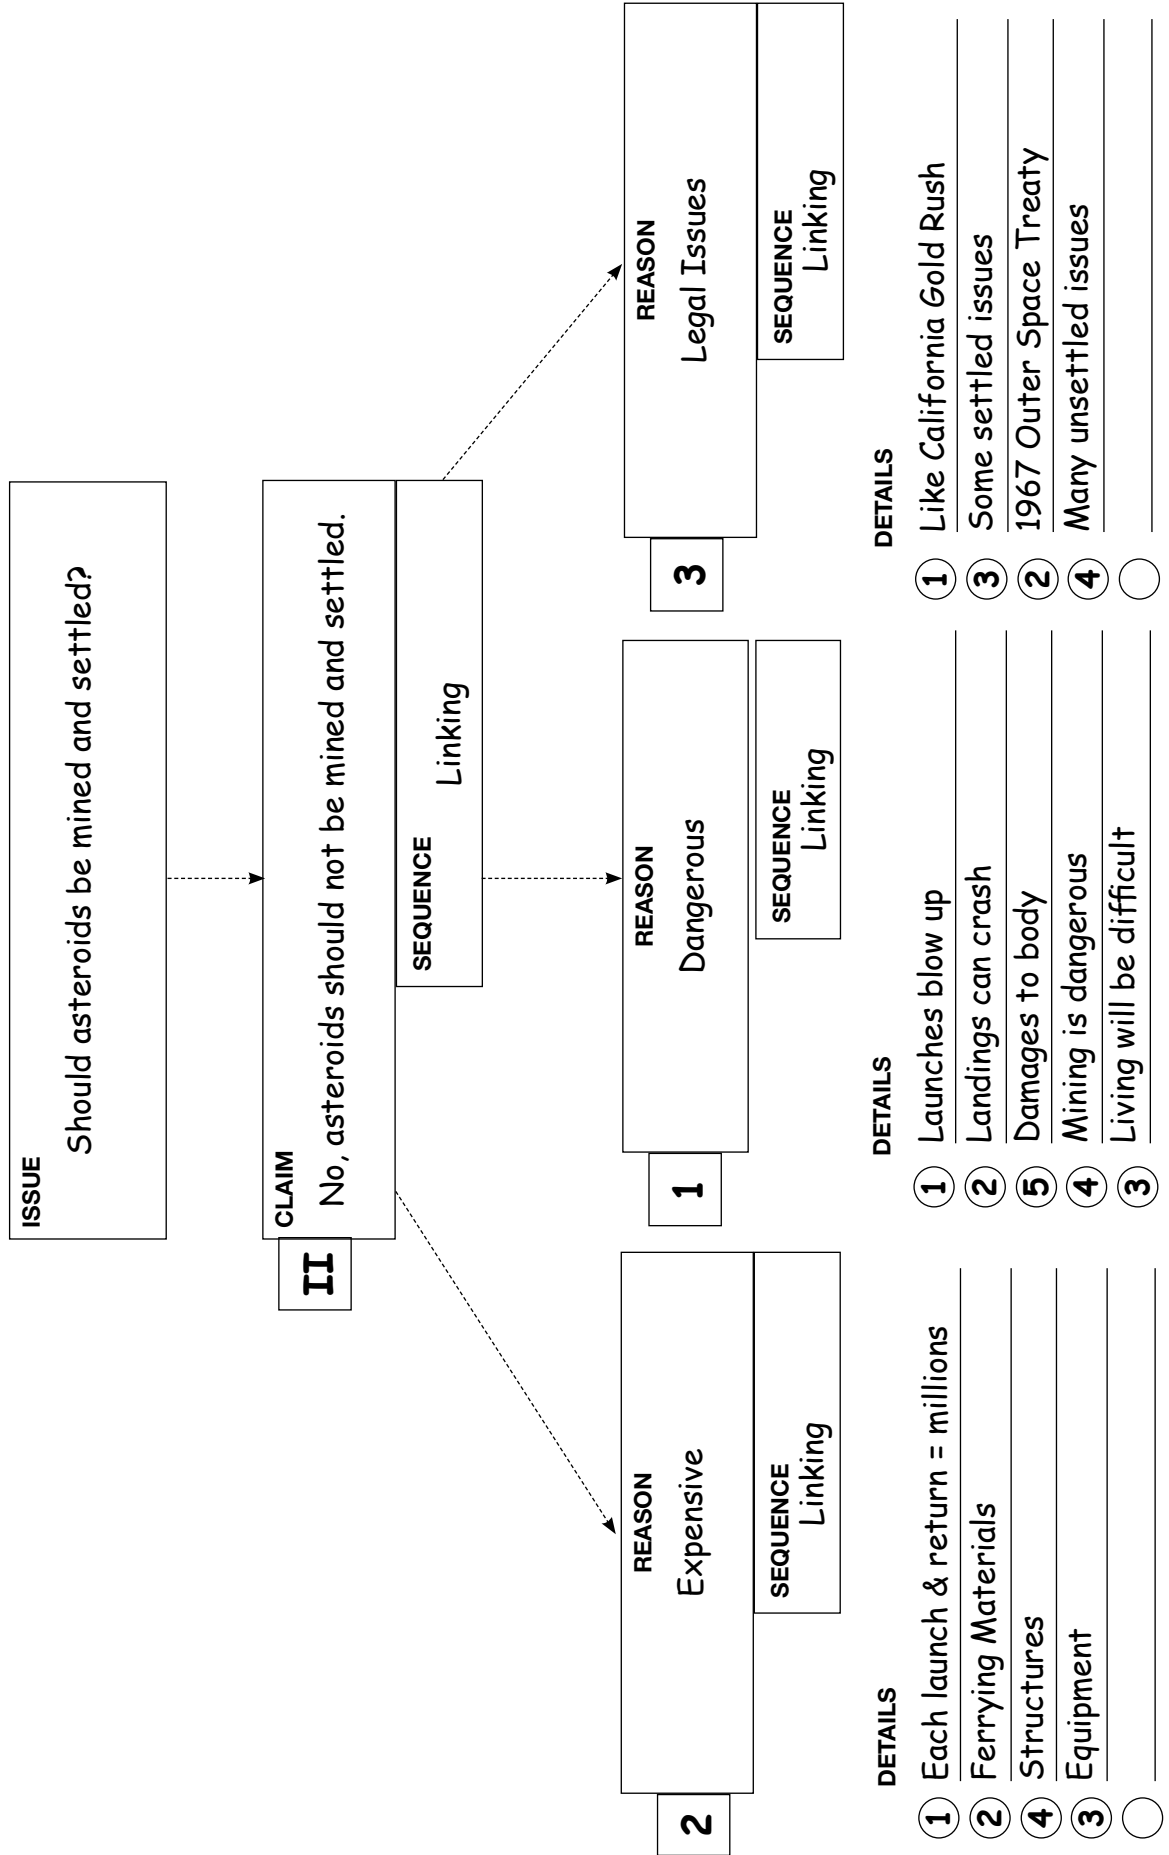 ISSUE
Should asteroids be mined and settled?
CLAIM
II
No, asteroids should not be mined and settled.
SEQUENCE
Linking
2
REASON
Expensive
SEQUENCE
Linking
DETAILS
1 Each launch & return = millions
2 Ferrying Materials
4 Structures
3 Equipment
1
REASON
Dangerous
SEQUENCE
Linking
DETAILS
1 Launches blow up
2 Landings can crash
5 Damages to body
4 Mining is dangerous
3 Living will be difficult
3
REASON
Legal Issues
SEQUENCE
Linking
DETAILS
1 Like California Gold Rush
3 Some settled issues
2 1967 Outer Space Treaty
4 Many unsettled issues